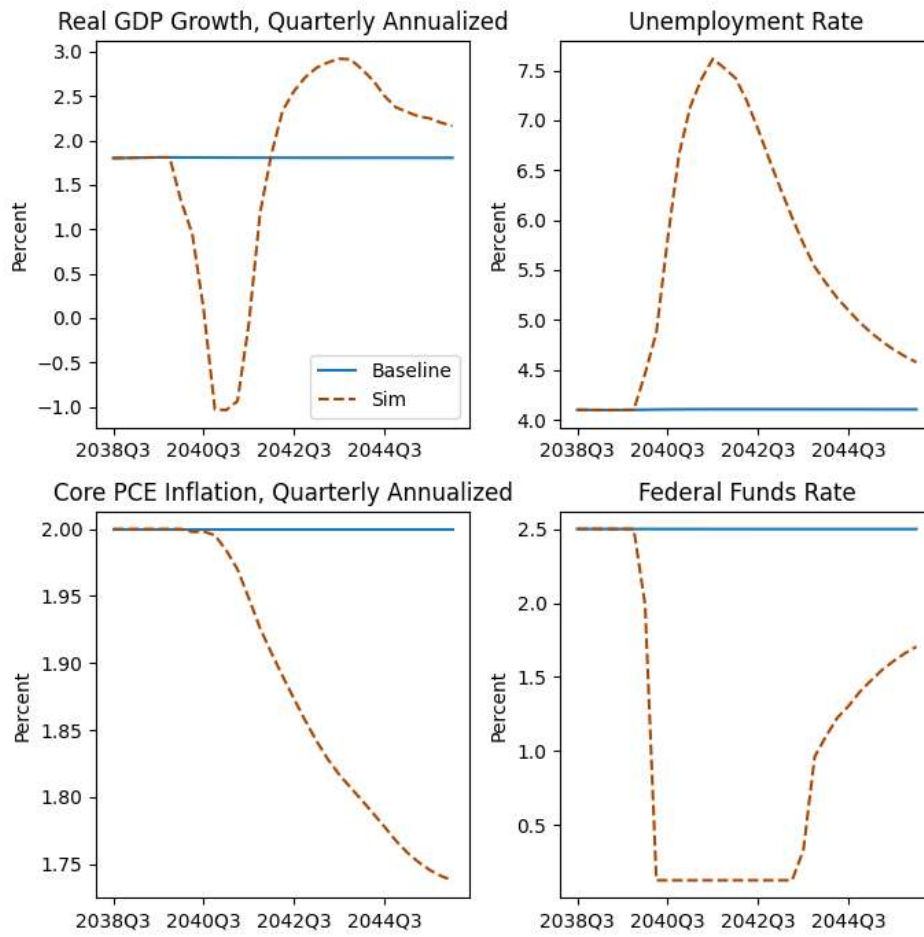 Real GDP Growth, Quarterly Annualized
Percent
3.0
2.5
2.0
1.5
1.0
0.5
0.0
−0.5
−1.0
Baseline
Sim
2038Q3 2040Q3 2042Q3 2044Q3
Unemployment Rate
Percent
7.5
7.0
6.5
6.0
5.5
5.0
4.5
4.0
2038Q3 2040Q3 2042Q3 2044Q3
Core PCE Inflation, Quarterly Annualized
Percent
2.00
1.95
1.90
1.85
1.80
1.75
2038Q3 2040Q3 2042Q3 2044Q3
Federal Funds Rate
Percent
2.5
2.0
1.5
1.0
0.5
2038Q3 2040Q3 2042Q3 2044Q3